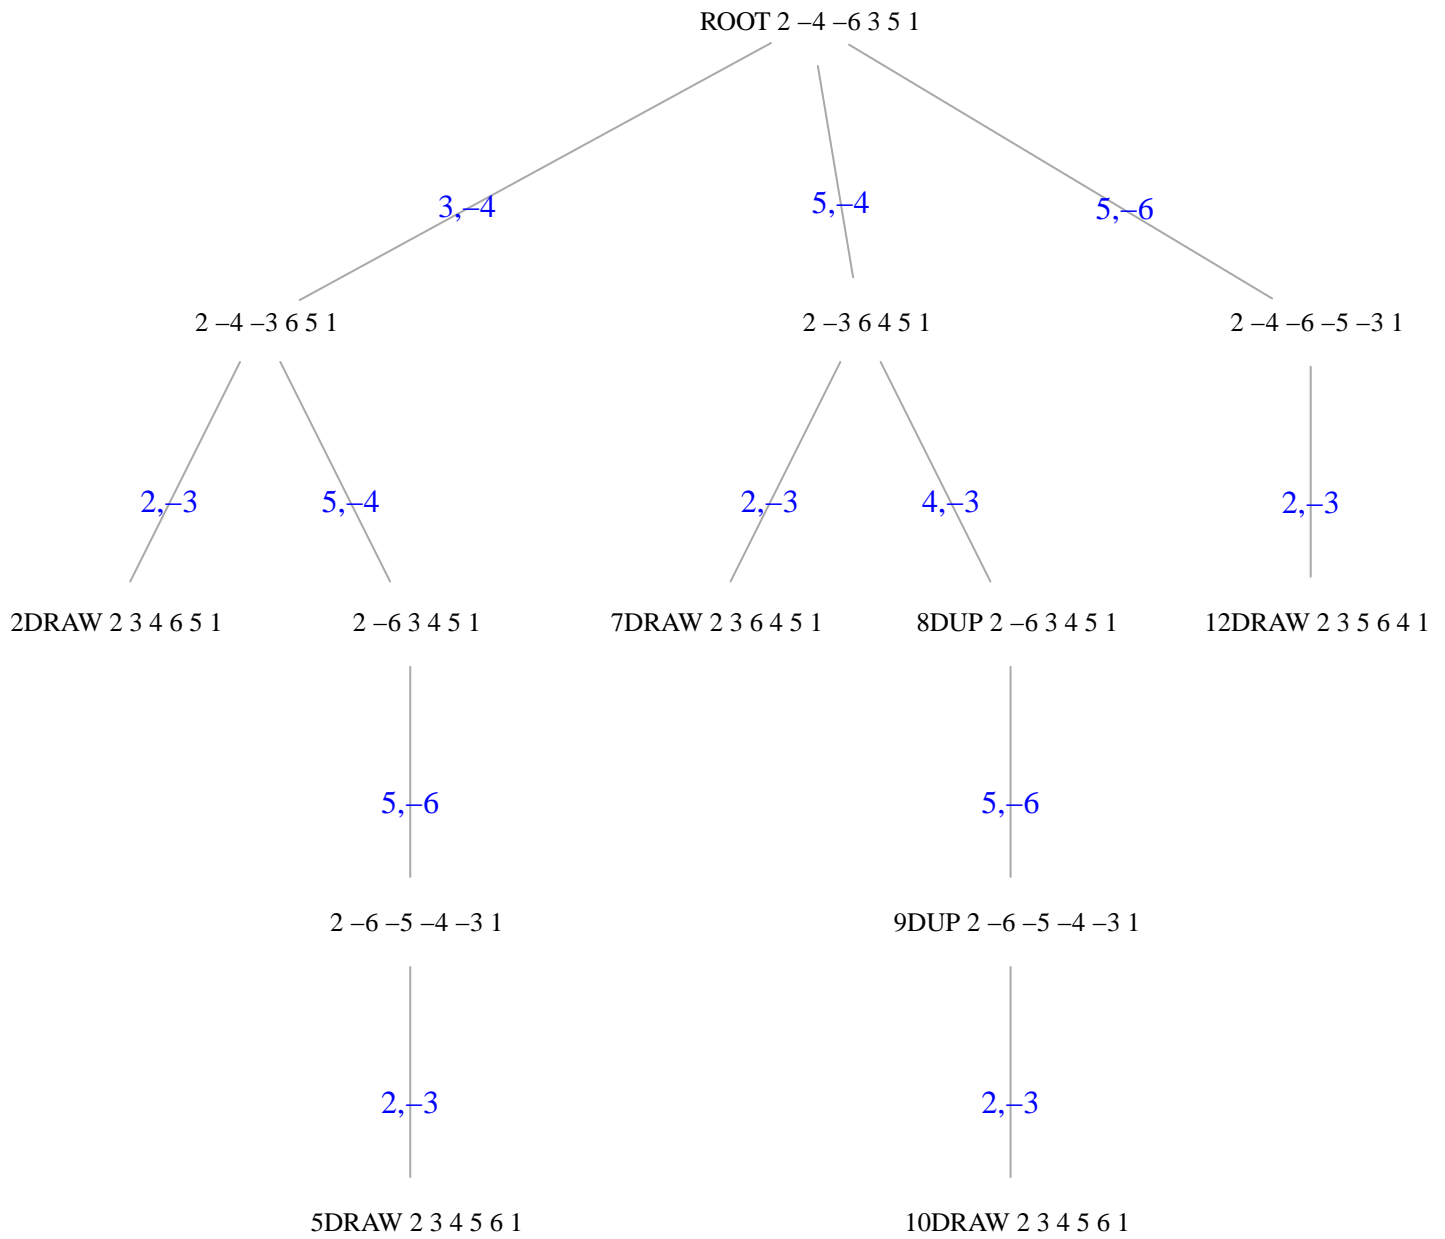 ROOT 2 –4 –6 3 5 1
3,–4
5,–4
5,–6
2 –4 –3 6 5 1
2 –3 6 4 5 1
2 –4 –6 –5 –3 1
2,–3
5,–4
2,–3
4,–3
2,–3
2DRAW 2 3 4 6 5 1
2 –6 3 4 5 1
7DRAW 2 3 6 4 5 1
8DUP 2 –6 3 4 5 1
12DRAW 2 3 5 6 4 1
5,–6
5,–6
2 –6 –5 –4 –3 1
9DUP 2 –6 –5 –4 –3 1
2,–3
2,–3
5DRAW 2 3 4 5 6 1
10DRAW 2 3 4 5 6 1